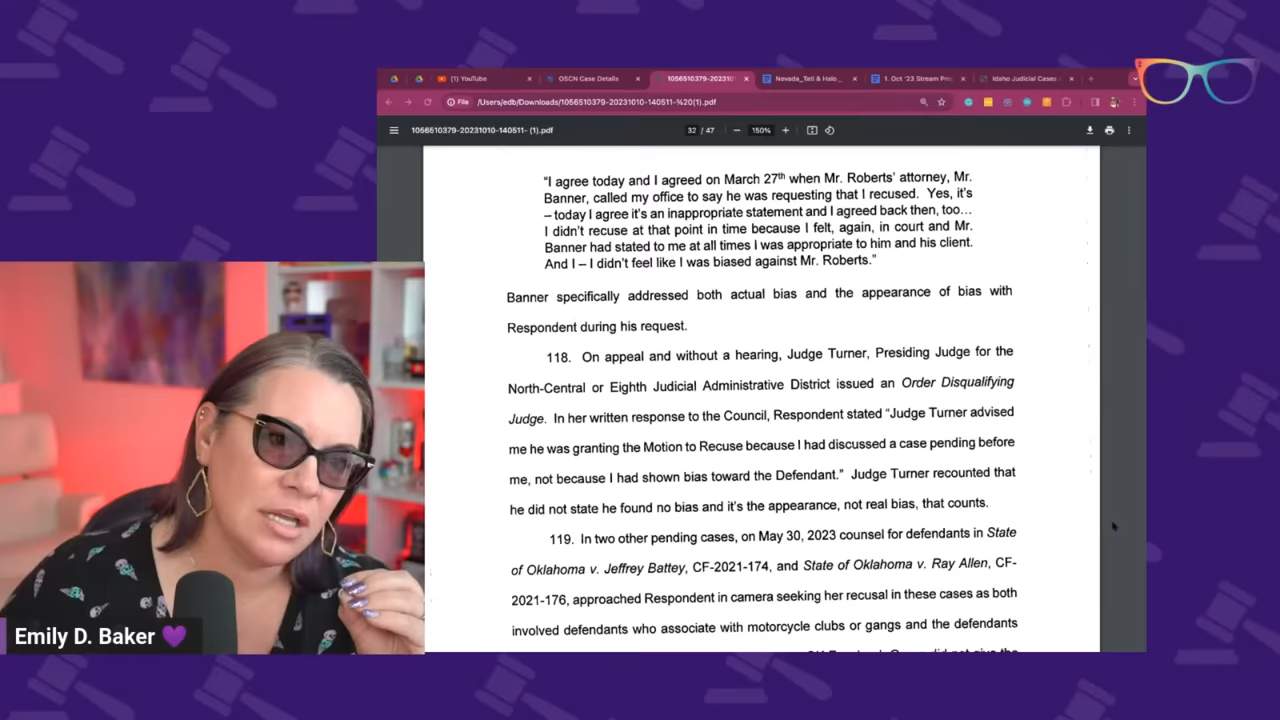 (1) YouTube
OSCN Case Details
1056510379-202310
Nevada_Tati & Halo_
1. Oct '23 Stream Pr
Idaho Judicial Cases
File /Users/edb/Downloads/1056510379-20231010-140511-%20(1).pdf
1056510379-20231010-140511- (1).pdf
32 / 47
150%
"I agree today and I agreed on March 27th when Mr. Roberts' attorney, Mr.
Banner, called my office to say he was requesting that I recused. Yes, it's
– today I agree it's an inappropriate statement and I agreed back then, too…
I didn't recuse at that point in time because I felt, again, in court and Mr.
Banner had stated to me at all times I was appropriate to him and his client.
And I – I didn't feel like I was biased against Mr. Roberts."
Banner specifically addressed both actual bias and the appearance of bias with
Respondent during his request.
118. On appeal and without a hearing, Judge Turner, Presiding Judge for the
North-Central or Eighth Judicial Administrative District issued an Order Disqualifying
Judge. In her written response to the Council, Respondent stated "Judge Turner advised
me he was granting the Motion to Recuse because I had discussed a case pending before
me, not because I had shown bias toward the Defendant." Judge Turner recounted that
he did not state he found no bias and it's the appearance, not real bias, that counts.
119. In two other pending cases, on May 30, 2023 counsel for defendants in State
of Oklahoma v. Jeffrey Battey, CF-2021-174, and State of Oklahoma v. Ray Allen, CF-
2021-176, approached Respondent in camera seeking her recusal in these cases as both
involved defendants who associate with motorcycle clubs or gangs and the defendants
Emily D. Baker 💜